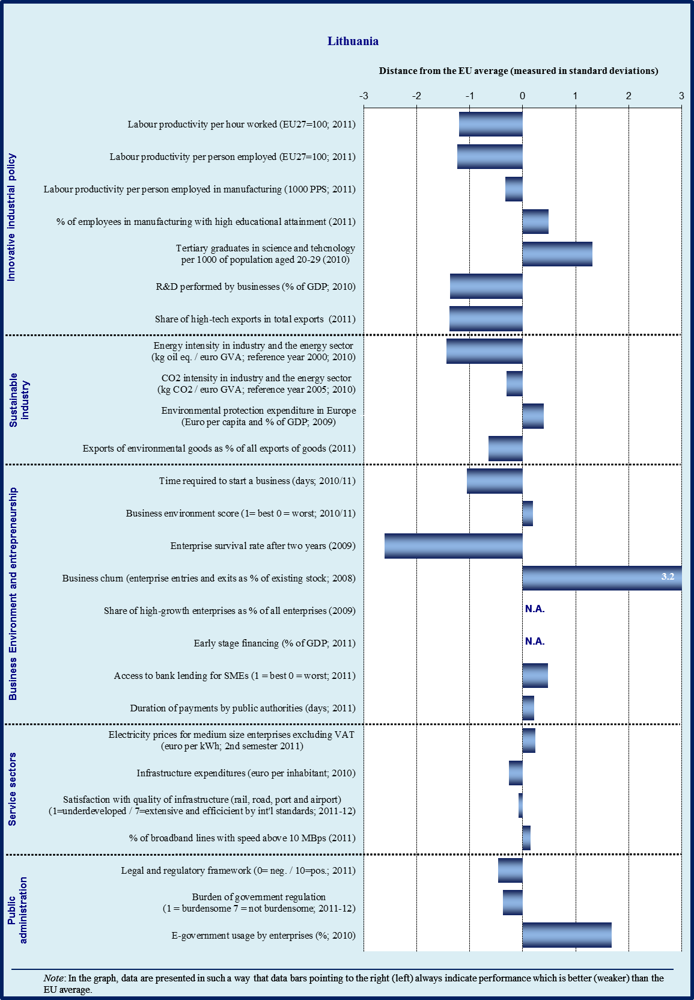 Lithuania
Distance from the EU average (measured in standard deviations)
-3 -2 -1 0 1 2 3
Innovative industrial policy
Labour productivity per hour worked (EU27=100; 2011)
Labour productivity per person employed (EU27=100; 2011)
Labour productivity per person employed in manufacturing (1000 PPS; 2011)
% of employees in manufacturing with high educational attainment (2011)
Tertiary graduates in science and tehcnology
per 1000 of population aged 20-29 (2010)
R&D performed by businesses (% of GDP; 2010)
Share of high-tech exports in total exports (2011)
Sustainable
industry
Energy intensity in industry and the energy sector
(kg oil eq. / euro GVA; reference year 2000; 2010)
CO2 intensity in industry and the energy sector
(kg CO2 / euro GVA; reference year 2005; 2010)
Environmental protection expenditure in Europe
(Euro per capita and % of GDP; 2009)
Exports of environmental goods as % of all exports of goods (2011)
Business Environment and entrepreneurship
Time required to start a business (days; 2010/11)
Business environment score (1= best 0 = worst; 2010/11)
Enterprise survival rate after two years (2009)
Business churn (enterprise entries and exits as % of existing stock; 2008)
3.2
Share of high-growth enterprises as % of all enterprises (2009)
N.A.
Early stage financing (% of GDP; 2011)
N.A.
Access to bank lending for SMEs (1 = best 0 = worst; 2011)
Duration of payments by public authorities (days; 2011)
Service sectors
Electricity prices for medium size enterprises excluding VAT
(euro per kWh; 2nd semester 2011)
Infrastructure expenditures (euro per inhabitant; 2010)
Satisfaction with quality of infrastructure (rail, road, port and airport)
(1=underdeveloped / 7=extensive and efficicient by int'l standards; 2011-12)
% of broadband lines with speed above 10 MBps (2011)
Public
administration
Legal and regulatory framework (0= neg. / 10=pos.; 2011)
Burden of government regulation
(1 = burdensome 7 = not burdensome; 2011-12)
E-government usage by enterprises (%; 2010)
Note: In the graph, data are presented in such a way that data bars pointing to the right (left) always indicate performance which is better (weaker) than the
EU average.